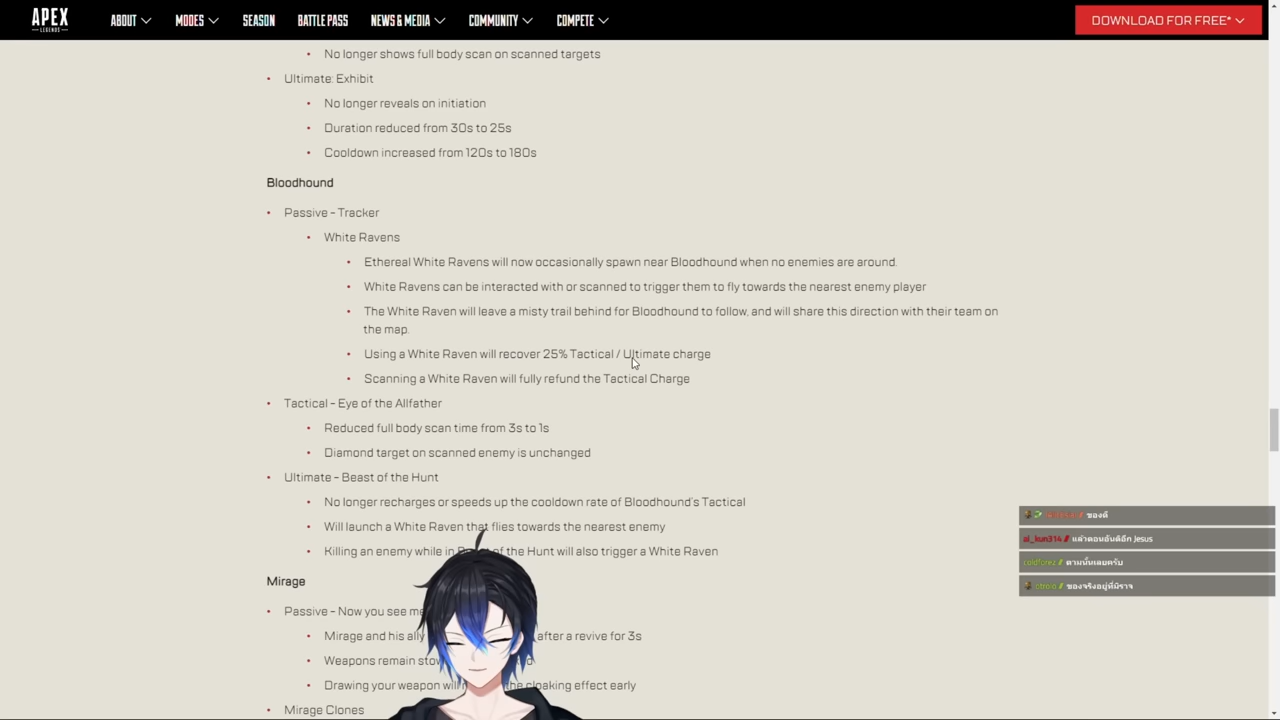 APEX
LEGENDS
ABOUT
MODES
SEASON
BATTLE PASS
NEWS & MEDIA
COMMUNITY
COMPETE
DOWNLOAD FOR FREE*
No longer shows full body scan on scanned targets
Ultimate: Exhibit
No longer reveals on initiation
Duration reduced from 30s to 25s
Cooldown increased from 120s to 180s
Bloodhound
Passive – Tracker
White Ravens
Ethereal White Ravens will now occasionally spawn near Bloodhound when no enemies are around.
White Ravens can be interacted with or scanned to trigger them to fly towards the nearest enemy player
The White Raven will leave a misty trail behind for Bloodhound to follow, and will share this direction with their team on
the map.
Using a White Raven will recover 25% Tactical / Ultimate charge
Scanning a White Raven will fully refund the Tactical Charge
Tactical – Eye of the Allfather
Reduced full body scan time from 3s to 1s
Diamond target on scanned enemy is unchanged
Ultimate – Beast of the Hunt
No longer recharges or speeds up the cooldown rate of Bloodhound's Tactical
Will launch a White Raven that flies towards the nearest enemy
Killing an enemy while in of the Hunt will also trigger a White Raven
Mirage
Passive – Now you see me
Mirage and his ally after a revive for 3s
Weapons remain
Drawing your weapon will the cloaking effect early
Mirage Clones
// ของดี
ai_kun314 // แล้วตอนอันติอีก Jesus
coldforez // ตามนั้นเลยครับ
otroio // ของจริงอยู่ที่มิราจ